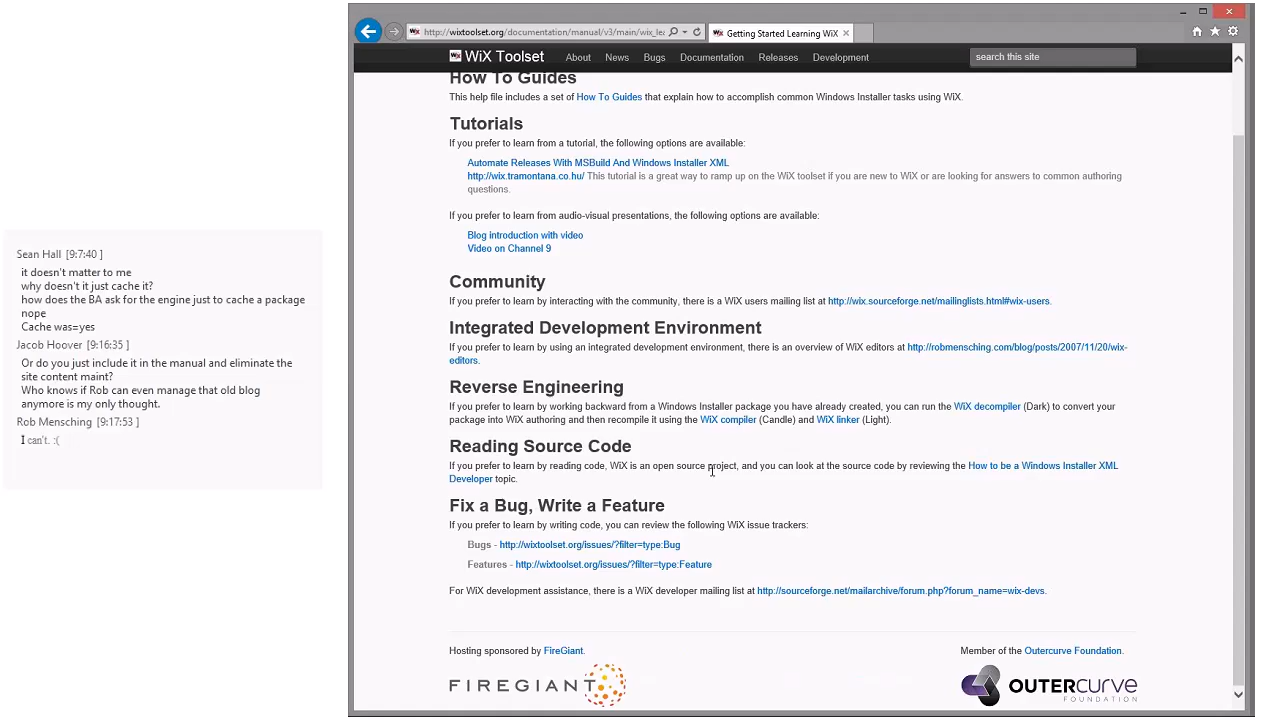 Sean Hall [9:7:40 ]
it doesn't matter to me
why doesn't it just cache it?
how does the BA ask for the engine just to cache a package
nope
Cache was=yes
Jacob Hoover [9:16:35 ]
Or do you just include it in the manual and eliminate the
site content maint?
Who knows if Rob can even manage that old blog
anymore is my only thought.
Rob Mensching [9:17:53 ]
I can't. :(
http://wixtoolset.org/documentation/manual/v3/main/wix_le
Getting Started Learning WiX
WiX Toolset About News Bugs Documentation Releases Development search this site
How To Guides
This help file includes a set of How To Guides that explain how to accomplish common Windows Installer tasks using WiX.
Tutorials
If you prefer to learn from a tutorial, the following options are available:
Automate Releases With MSBuild And Windows Installer XML
http://wix.tramontana.co.hu/ This tutorial is a great way to ramp up on the WiX toolset if you are new to WiX or are looking for answers to common authoring
questions.
If you prefer to learn from audio-visual presentations, the following options are available:
Blog introduction with video
Video on Channel 9
Community
If you prefer to learn by interacting with the community, there is a WiX users mailing list at http://wix.sourceforge.net/mailinglists.html#wix-users.
Integrated Development Environment
If you prefer to learn by using an integrated development environment, there is an overview of WiX editors at http://robmensching.com/blog/posts/2007/11/20/wix-
editors.
Reverse Engineering
If you prefer to learn by working backward from a Windows Installer package you have already created, you can run the WiX decompiler (Dark) to convert your
package into WiX authoring and then recompile it using the WiX compiler (Candle) and WiX linker (Light).
Reading Source Code
If you prefer to learn by reading code, WiX is an open source project, and you can look at the source code by reviewing the How to be a Windows Installer XML
Developer topic.
Fix a Bug, Write a Feature
If you prefer to learn by writing code, you can review the following WiX issue trackers:
Bugs - http://wixtoolset.org/issues/?filter=type:Bug
Features - http://wixtoolset.org/issues/?filter=type:Feature
For WiX development assistance, there is a WiX developer mailing list at http://sourceforge.net/mailarchive/forum.php?forum_name=wix-devs.
Hosting sponsored by FireGiant.
FIREGIANT
Member of the Outercurve Foundation.
OUTERCURVE
FOUNDATION